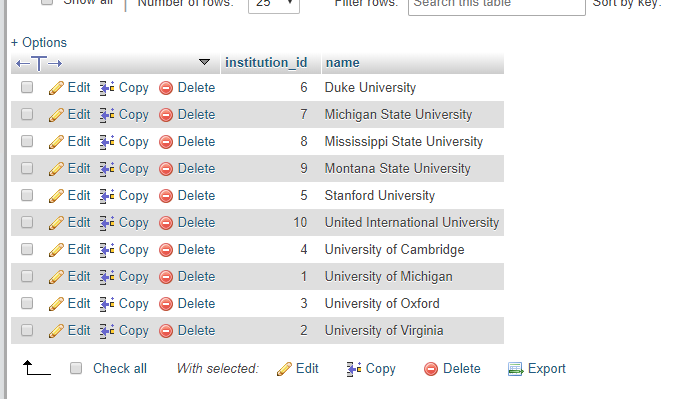 Show all Number of rows: 25 Filter rows: Search this table Sort by key:
+ Options
←T→ institution_id name
Edit Copy Delete 6 Duke University
Edit Copy Delete 7 Michigan State University
Edit Copy Delete 8 Mississippi State University
Edit Copy Delete 9 Montana State University
Edit Copy Delete 5 Stanford University
Edit Copy Delete 10 United International University
Edit Copy Delete 4 University of Cambridge
Edit Copy Delete 1 University of Michigan
Edit Copy Delete 3 University of Oxford
Edit Copy Delete 2 University of Virginia
Check all With selected: Edit Copy Delete Export